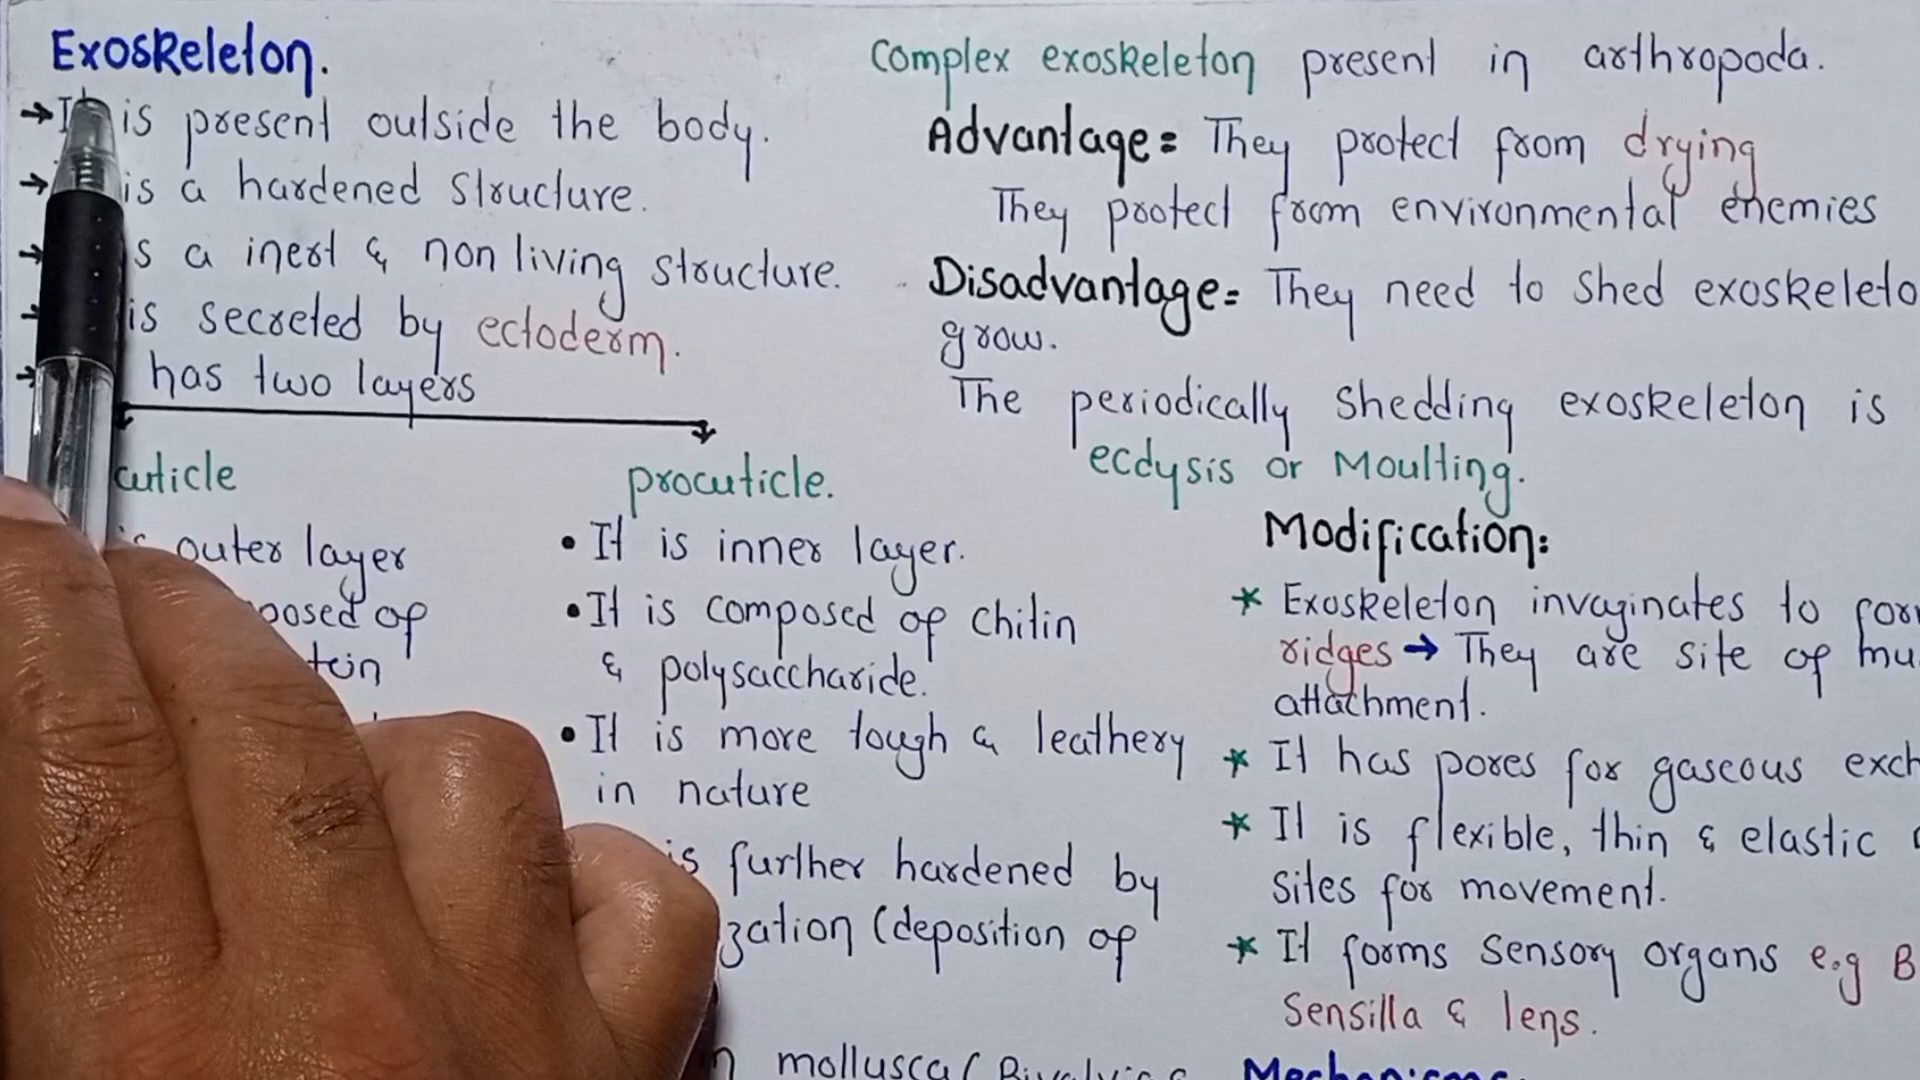 Exoskeleton.
It is present outside the body.
is a hardened structure.
s a inert & non living structure.
is secreted by ectoderm.
has two layers
cuticle
outer layer
posed of
tein
procuticle.
• It is inner layer.
• It is composed of chitin
& polysaccharide.
• It is more tough & leathery
in nature
is further hardened by
zation (deposition of
mollusca (Bivalvia
Complex exoskeleton present in arthropoda.
Advantage = They protect from drying
They protect from environmental enemies
Disadvantage = They need to shed exoskeleto
grow.
The periodically shedding exoskeleton is
ecdysis or Moulting.
Modification:
* Exoskeleton invaginates to for
ridges → They are site of mu
attachment.
* It has pores for gaseous exch
* It is flexible, thin & elastic
sites for movement.
* It forms sensory organs e.g B
Sensilla & lens.
Mechanisms: